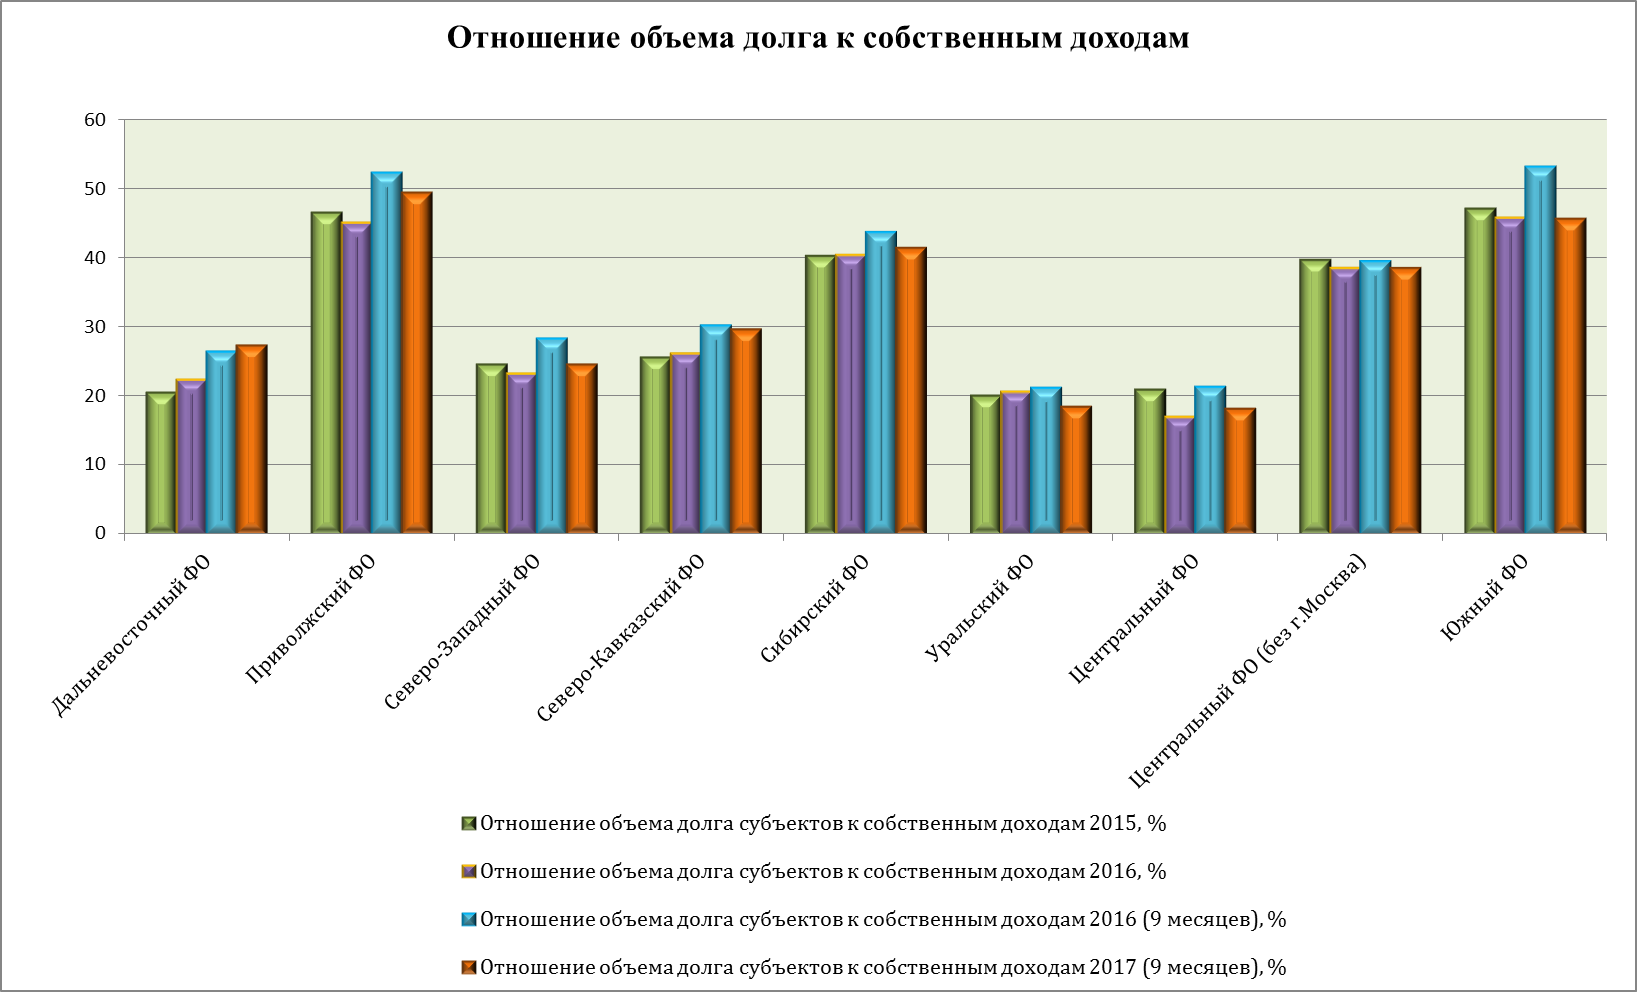 Отношение объема долга к собственным доходам
60
50
40
30
20
10
0
Дальневосточный ФО
Приволжский ФО
Северо-Западный ФО
Северо-Кавказский ФО
Сибирский ФО
Уральский ФО
Центральный ФО
Центральный ФО (без г.Москва)
Южный ФО
Отношение объема долга субъектов к собственным доходам 2015, %
Отношение объема долга субъектов к собственным доходам 2016, %
Отношение объема долга субъектов к собственным доходам 2016 (9 месяцев), %
Отношение объема долга субъектов к собственным доходам 2017 (9 месяцев), %